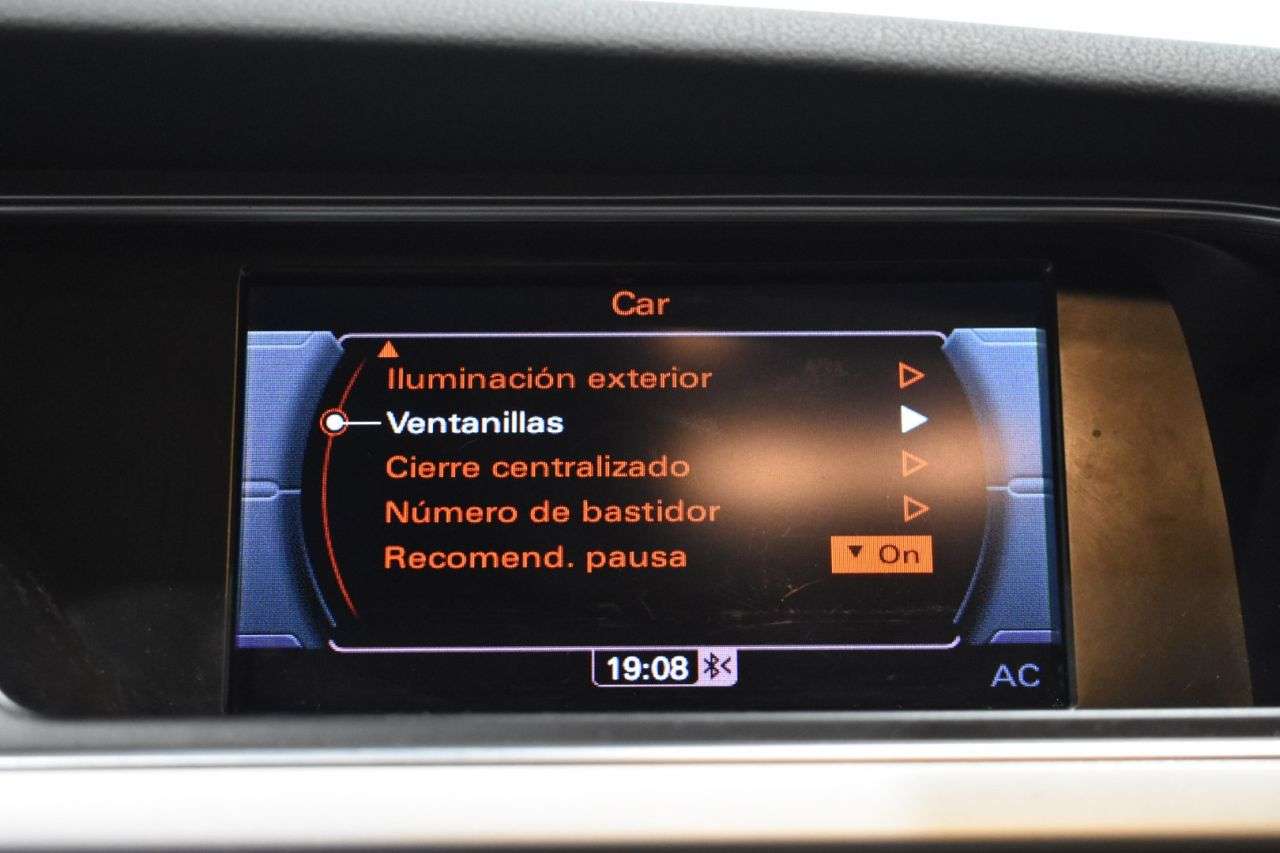 Car
Iluminación exterior
Ventanillas
Cierre centralizado
Número de bastidor
Recomend. pausa On
19:08
AC